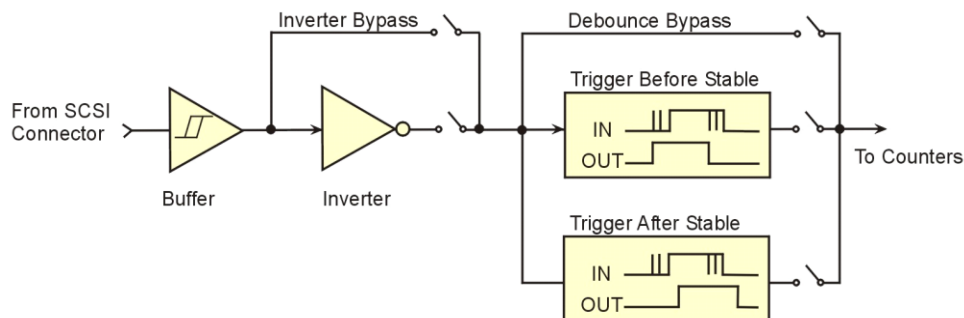 Inverter Bypass
Debounce Bypass
From SCSI
Connector
Buffer
Inverter
Trigger Before Stable
IN
OUT
To Counters
Trigger After Stable
IN
OUT